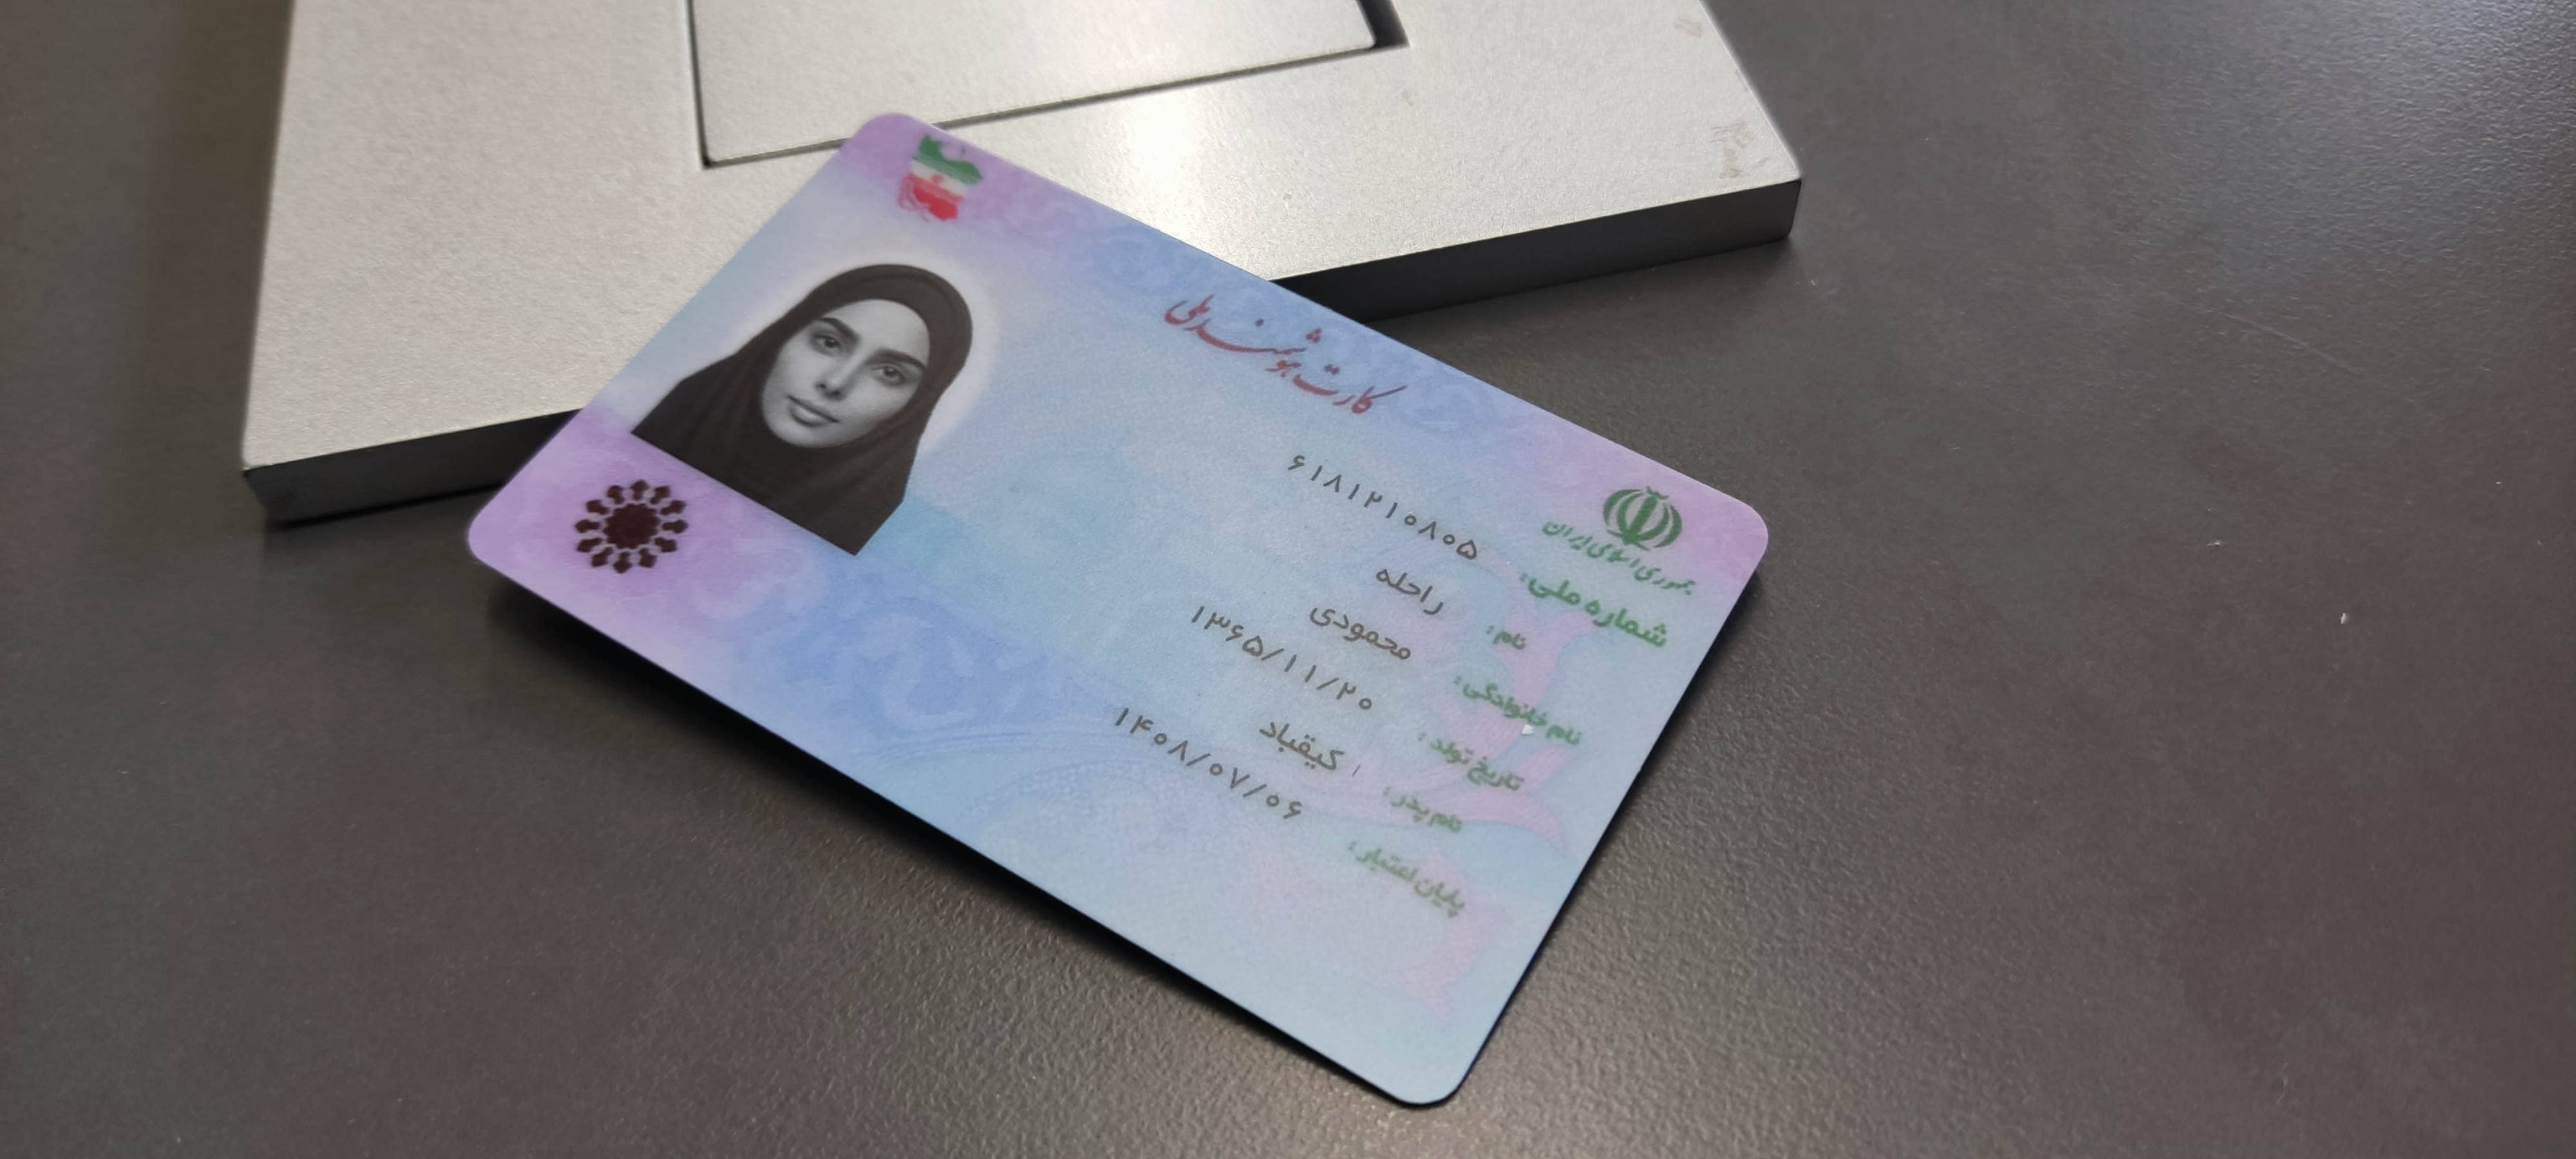 کارت هوشمند ملی
جمهوری اسلامی ایران
شماره ملی: ۶۱۸۱۲۱۰۸۰۵
نام: راحله
نام خانوادگی: محمودی
تاریخ تولد: ۱۳۶۵/۱۱/۲۰
نام پدر: کیقباد
پایان اعتبار: ۱۴۰۸/۰۷/۰۶